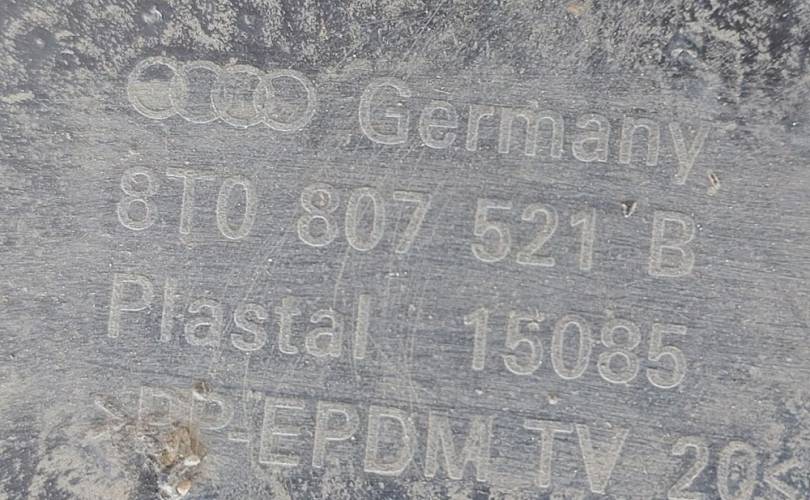 Germany
8T0 807 521 B
Plastal 15085
>PP-EPDM TV 20<